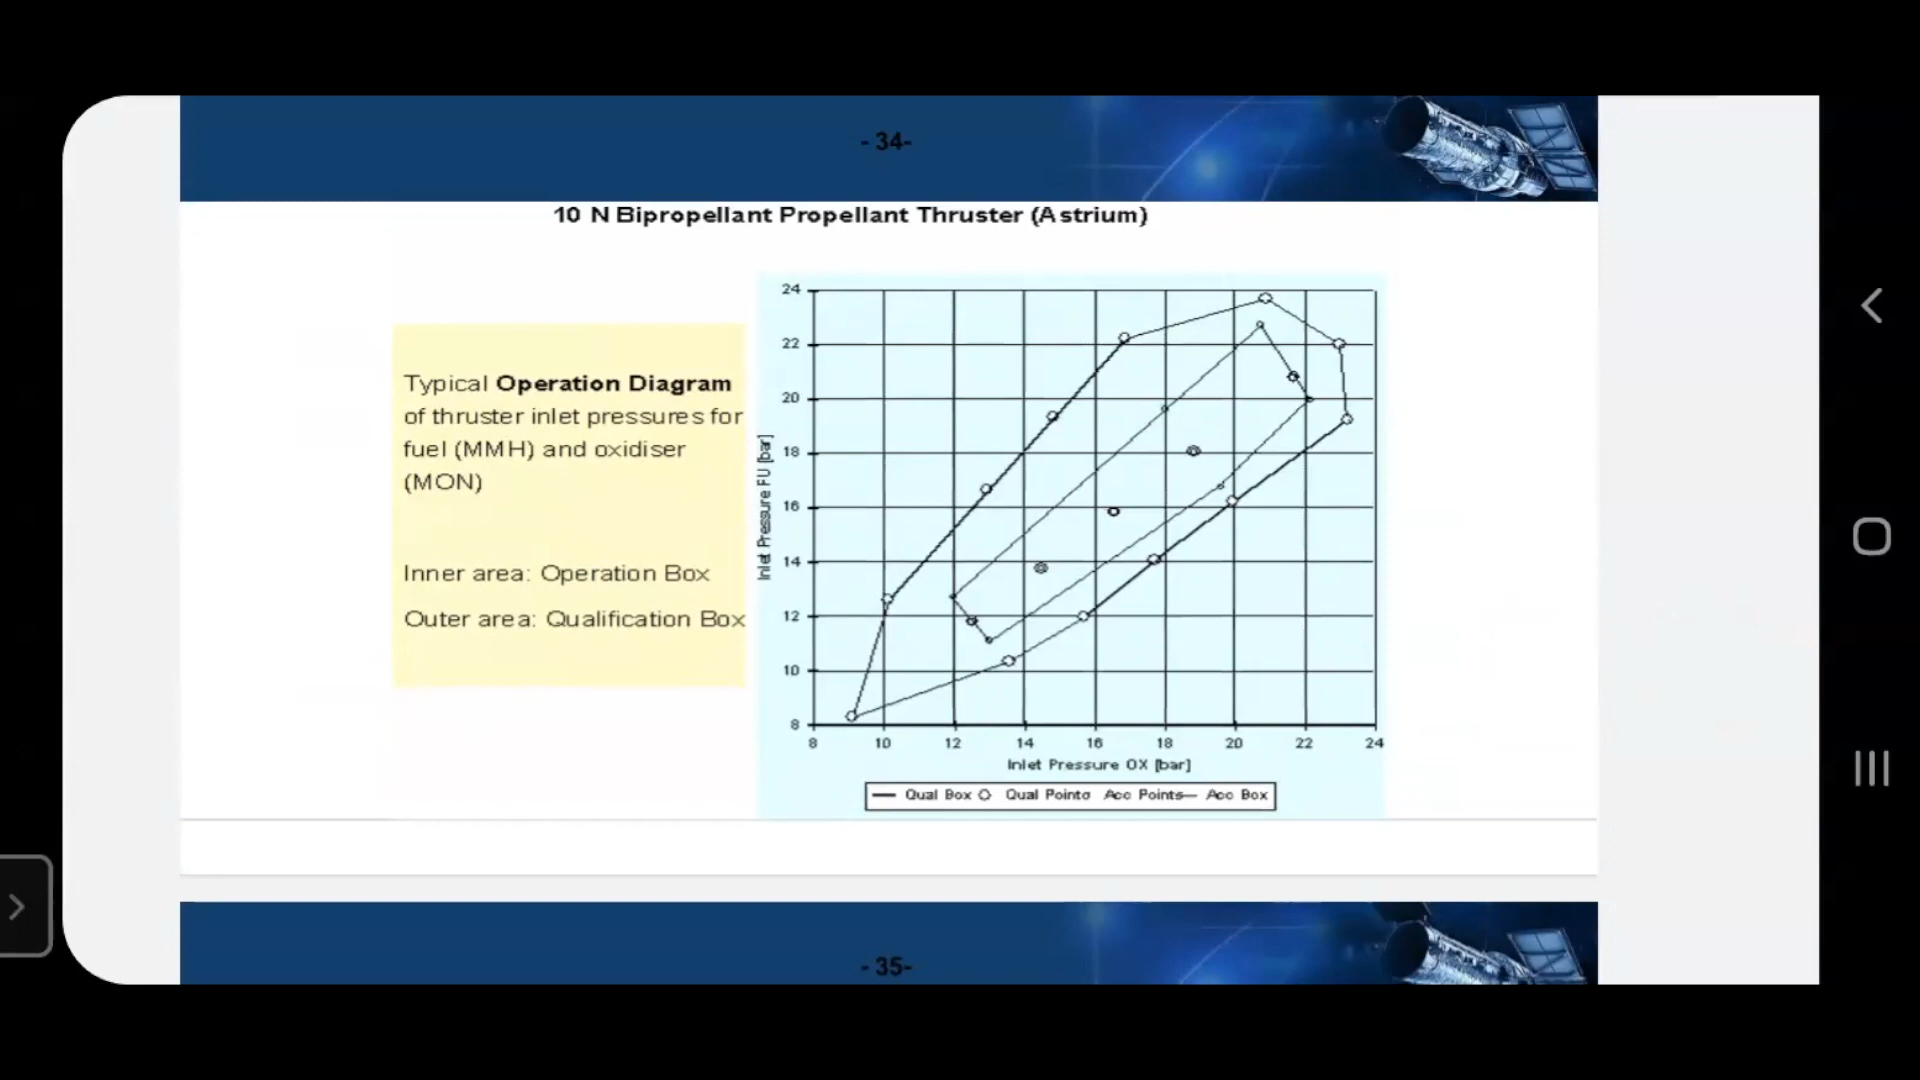 - 34-
10 N Bipropellant Propellant Thruster (Astrium)
Typical Operation Diagram
of thruster inlet pressures for
fuel (MMH) and oxidiser
(MON)
Inner area: Operation Box
Outer area: Qualification Box
Inlet Pressure FU [bar]
24
22
20
18
16
14
12
10
8
8 10 12 14 16 18 20 22 24
Inlet Pressure OX [bar]
Qual Box Qual Points Acc Points Acc Box
- 35-